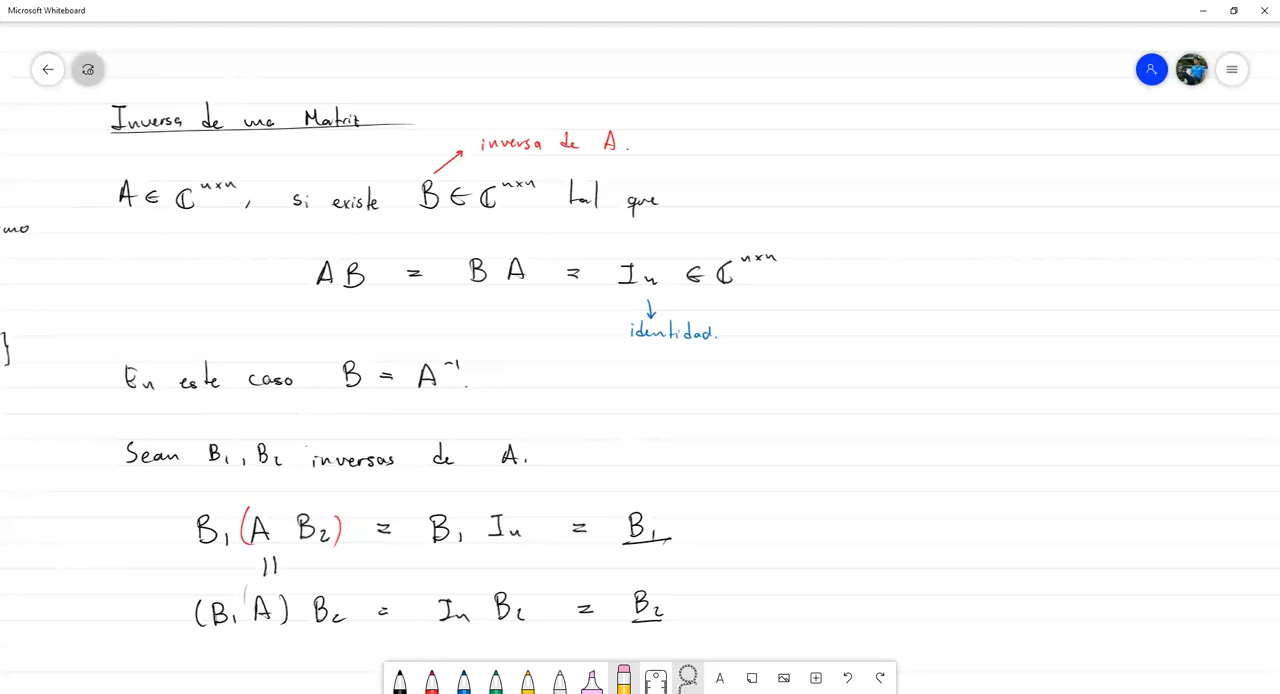 Microsoft Whiteboard
Inversa de una Matriz
inversa de A.
A ∈ ℂⁿˣⁿ, si existe B ∈ ℂⁿˣⁿ tal que
mo
AB = BA = Iₙ ∈ ℂⁿˣⁿ
identidad.
}
En este caso B = A⁻¹.
Sean B₁, B₂ inversas de A.
B₁(A B₂) = B₁ Iₙ = B₁
||
(B₁ A) B₂ = Iₙ B₂ = B₂
A